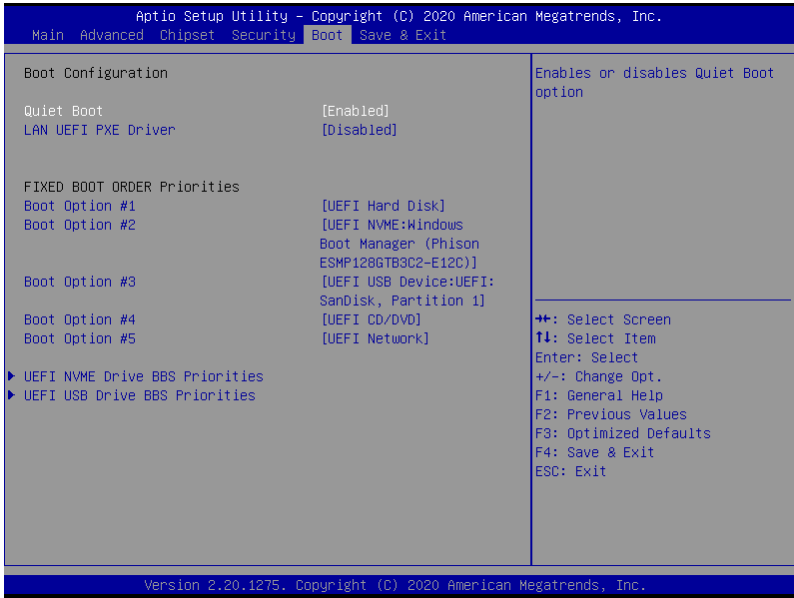 Aptio Setup Utility – Copyright (C) 2020 American Megatrends, Inc.
Main Advanced Chipset Security Boot Save & Exit
Boot Configuration
Quiet Boot [Enabled]
LAN UEFI PXE Driver [Disabled]
FIXED BOOT ORDER Priorities
Boot Option #1 [UEFI Hard Disk]
Boot Option #2 [UEFI NVME:Windows
Boot Manager (Phison
ESMP128GTB3C2-E12C)]
Boot Option #3 [UEFI USB Device:UEFI:
SanDisk, Partition 1]
Boot Option #4 [UEFI CD/DVD]
Boot Option #5 [UEFI Network]
UEFI NVME Drive BBS Priorities
UEFI USB Drive BBS Priorities
Enables or disables Quiet Boot
option
→←: Select Screen
↑↓: Select Item
Enter: Select
+/-: Change Opt.
F1: General Help
F2: Previous Values
F3: Optimized Defaults
F4: Save & Exit
ESC: Exit
Version 2.20.1275. Copyright (C) 2020 American Megatrends, Inc.